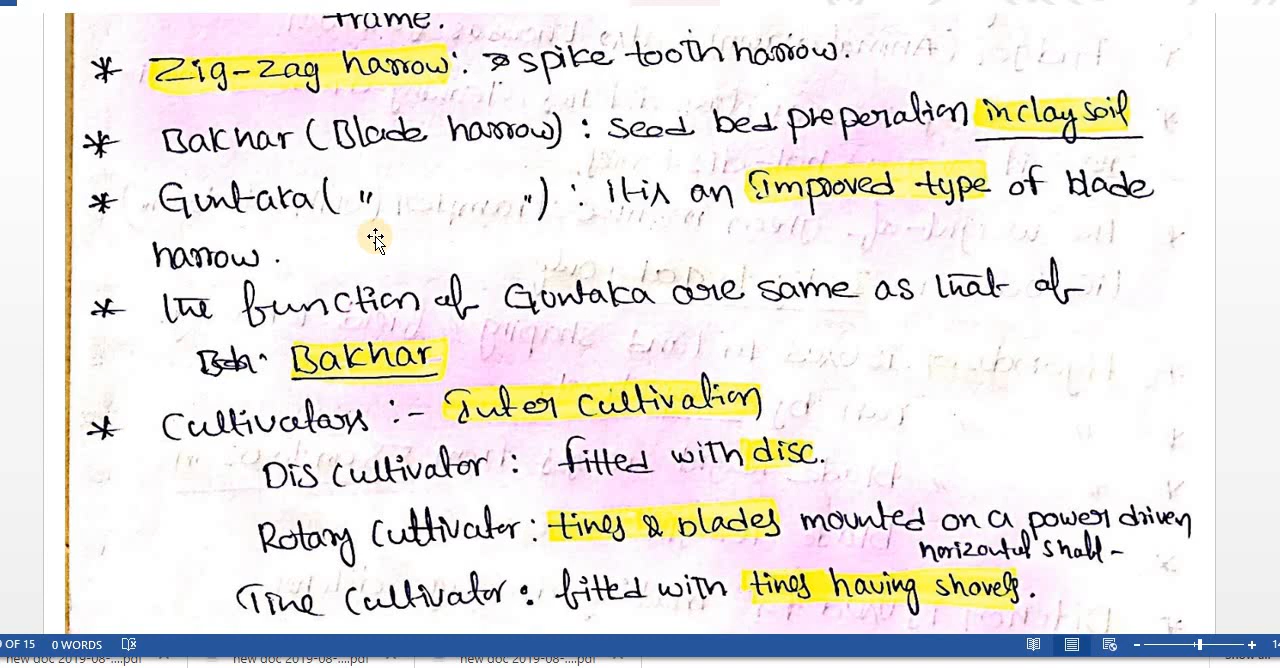 frame.
* Zig-Zag harrow: spike tooth harrow.
* Bakhar (Blade harrow) : Seed bed preperation in clay soil
* Guntaka ( " " ) : it is an improved type of blade
harrow.
* The function of Guntaka are same as that of
Bakhar
* Cultivators :- Inter cultivation
Dis cultivator : fitted with disc.
Rotary Cultivator : tines & blades mounted on a power driven
horizontal shaft -
Tine Cultivator : fitted with tines having shovels.
OF 15 0 WORDS
new doc 2019-08-....pdf new doc 2019-08-....pdf new doc 2019-08-....pdf